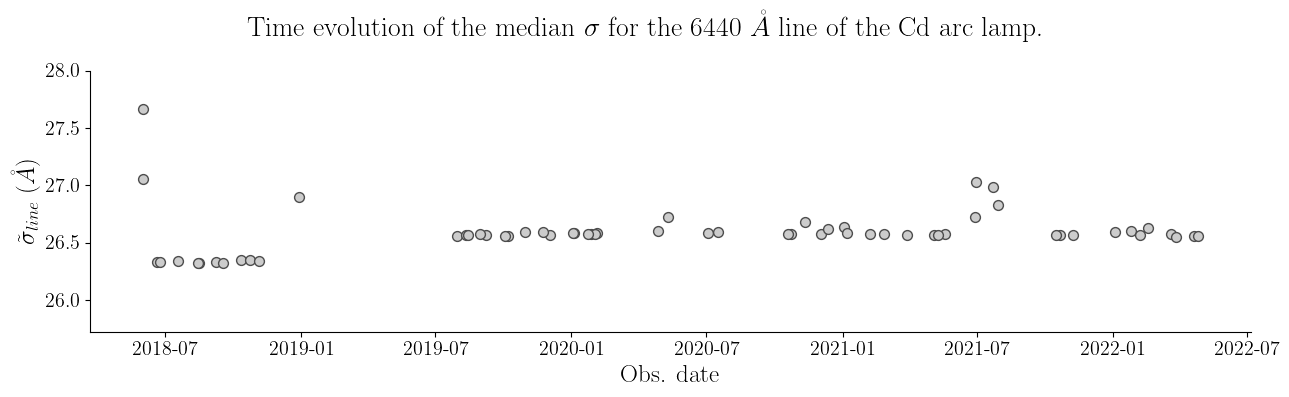 Time evolution of the median σ for the 6440 Å line of the Cd arc lamp.
28.0
27.5
27.0
26.5
26.0
σ̃line (Å)
2018-07 2019-01 2019-07 2020-01 2020-07 2021-01 2021-07 2022-01 2022-07
Obs. date